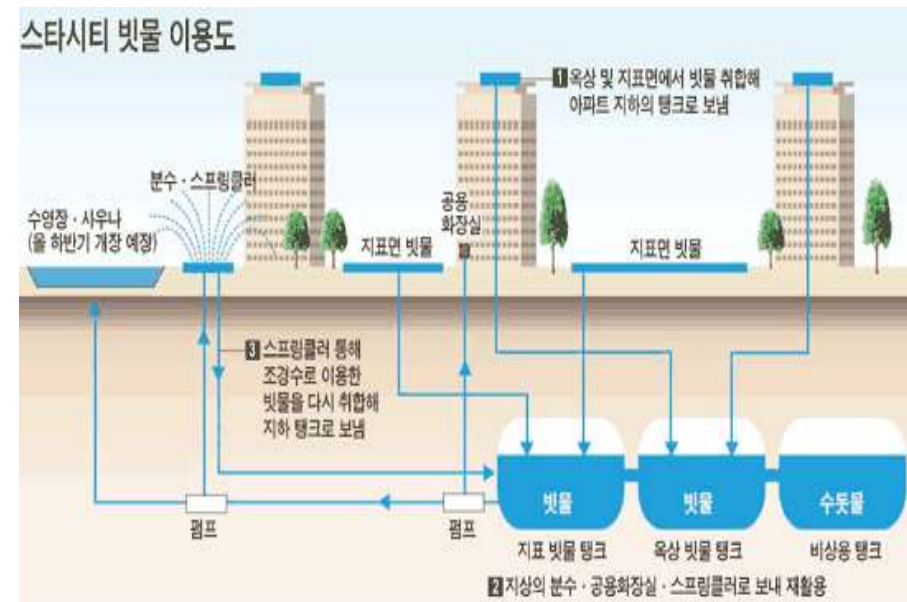 스타시티 빗물 이용도
1 옥상 및 지표면에서 빗물 취합해
아파트 지하의 탱크로 보냄
분수 · 스프링클러
수영장 · 사우나
(올 하반기 개장 예정)
공용
화장실
지표면 빗물
지표면 빗물
3 스프링클러 통해
조경수로 이용한
빗물을 다시 취합해
지하 탱크로 보냄
빗물
빗물
수돗물
펌프
펌프
지표 빗물 탱크
옥상 빗물 탱크
비상용 탱크
2 지상의 분수 · 공용화장실 · 스프링클러로 보내 재활용